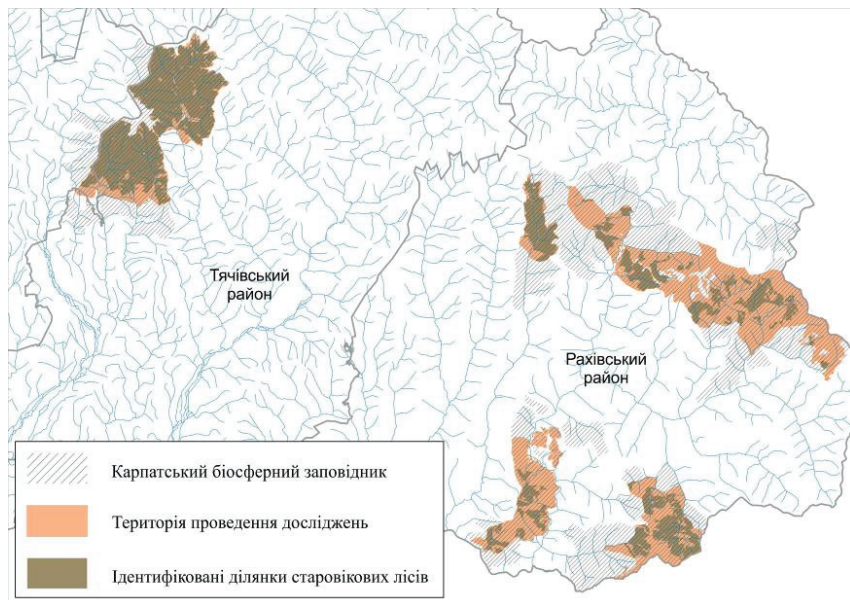 Тячівський
район
Рахівський
район
Карпатський біосферний заповідник
Територія проведення досліджень
Ідентифіковані ділянки старовікових лісів